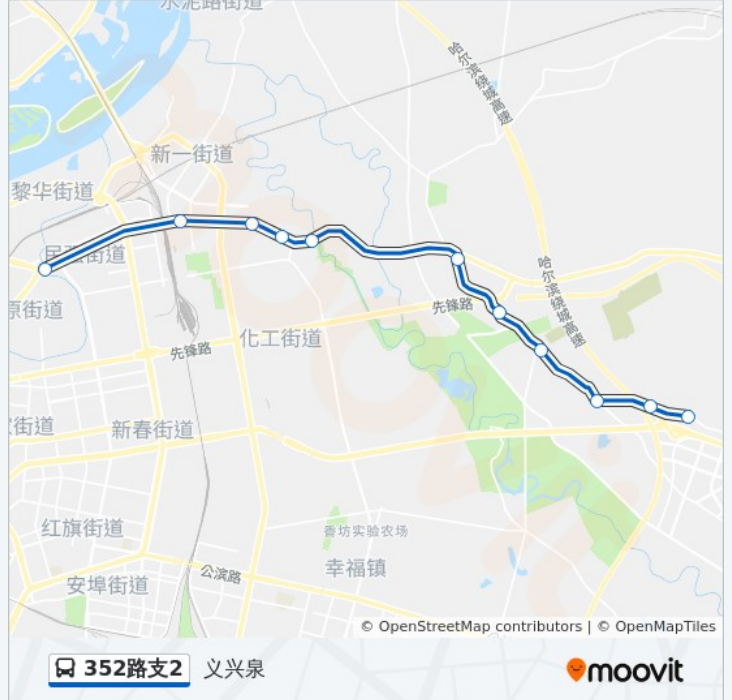 水泥路街道
哈尔滨绕城高速
新一街道
黎华街道
民强街道
哈尔滨绕城高速
原街道
先锋路
化工街道
先锋路
街道
新春街道
红旗街道
香坊实验农场
幸福镇
公滨路
安埠街道
© OpenStreetMap contributors | © OpenMapTiles
352路支2 义兴泉
moovit